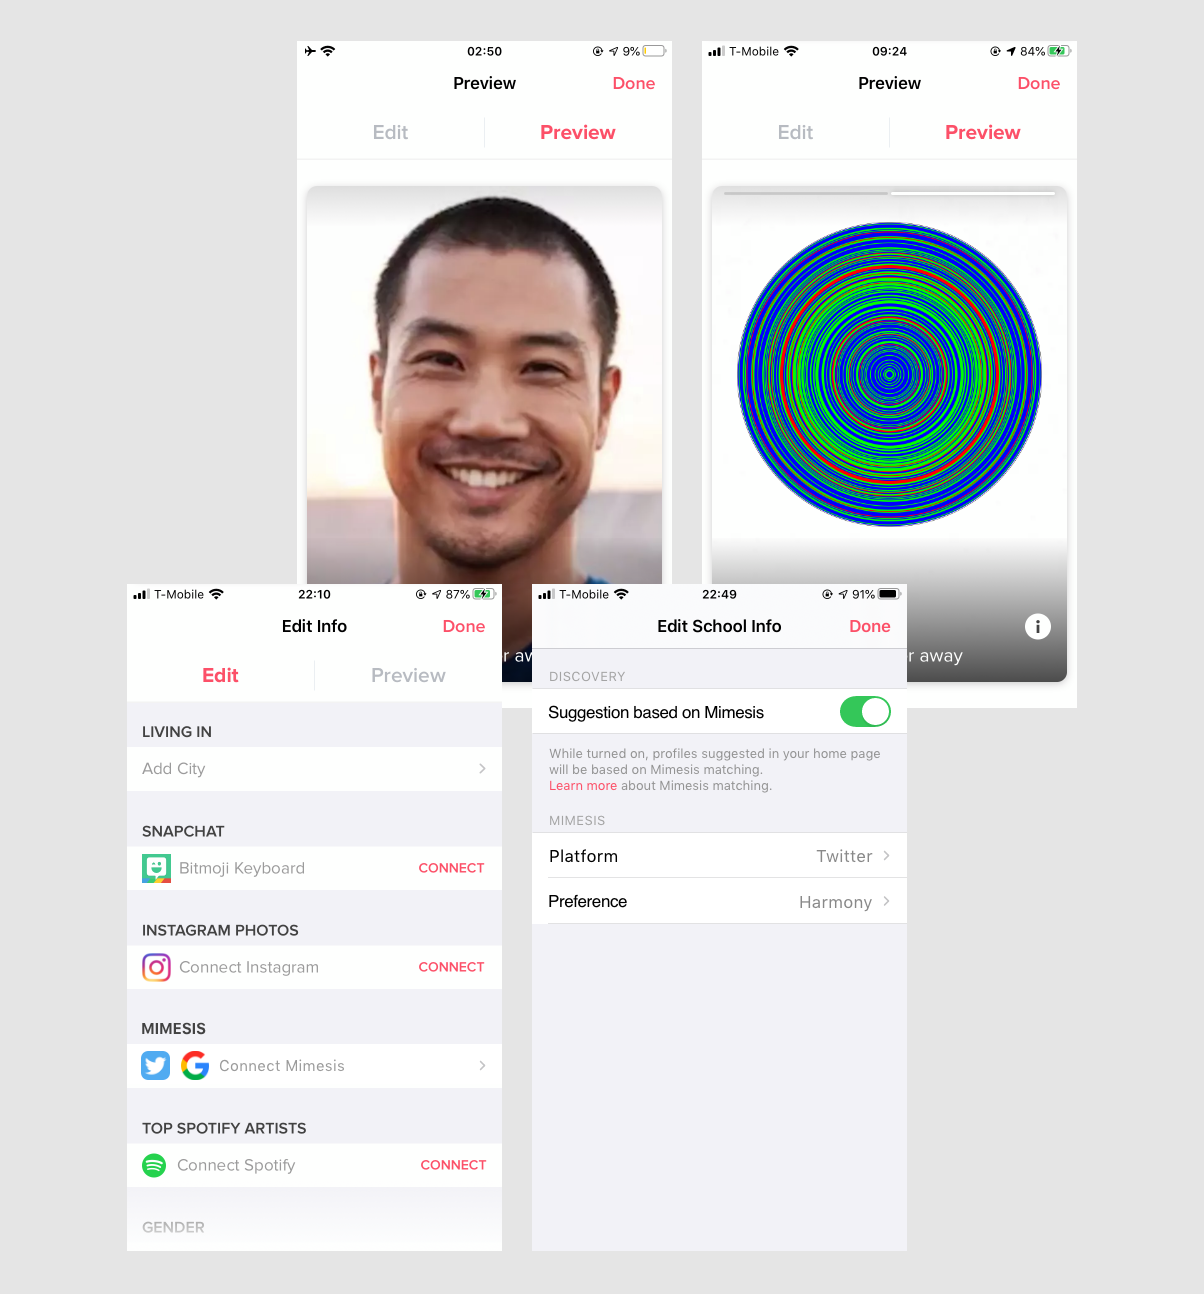 02:50
9%
Preview
Done
Edit
Preview
T-Mobile
09:24
84%
Preview
Done
Edit
Preview
r away
T-Mobile
22:10
87%
Edit Info
Done
Edit
Preview
LIVING IN
Add City
SNAPCHAT
Bitmoji Keyboard
CONNECT
INSTAGRAM PHOTOS
Connect Instagram
CONNECT
MIMESIS
Connect Mimesis
TOP SPOTIFY ARTISTS
Connect Spotify
CONNECT
GENDER
r aw
T-Mobile
22:49
91%
Edit School Info
Done
DISCOVERY
Suggestion based on Mimesis
While turned on, profiles suggested in your home page
will be based on Mimesis matching.
Learn more about Mimesis matching.
MIMESIS
Platform
Twitter
Preference
Harmony